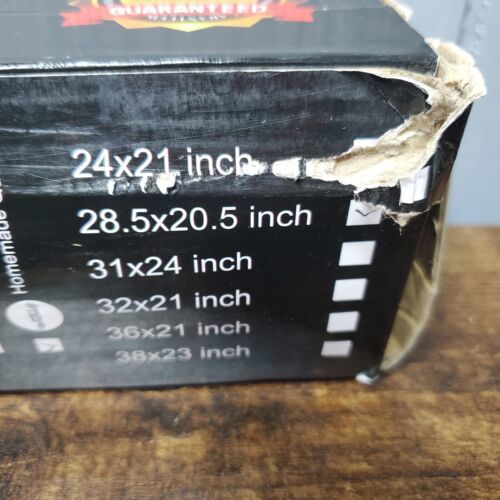 GUARANTEED
Homemade
24x21 inch
28.5x20.5 inch
31x24 inch
32x21 inch
36x21 inch
38x23 inch